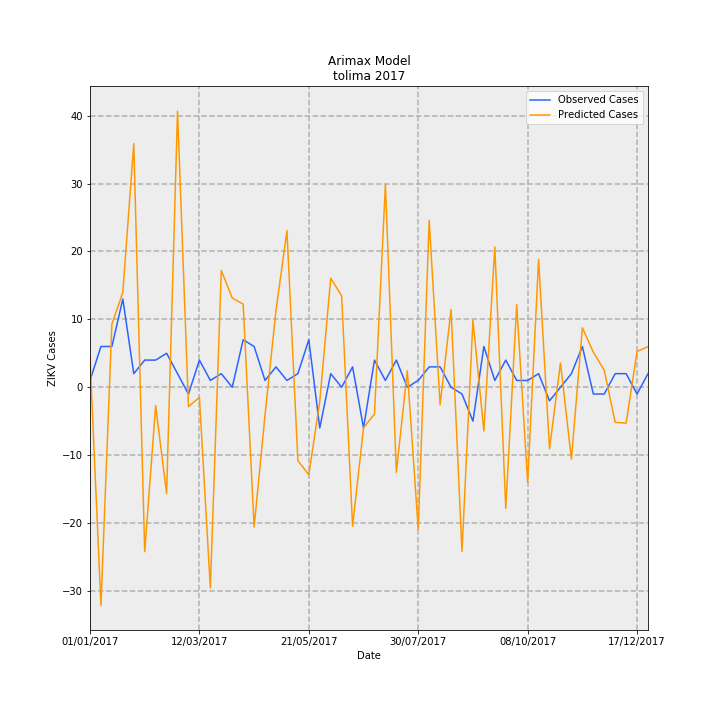 Arimax Model
tolima 2017
Observed Cases
Predicted Cases
ZIKV Cases
40
30
20
10
0
−10
−20
−30
01/01/2017
12/03/2017
21/05/2017
30/07/2017
08/10/2017
17/12/2017
Date